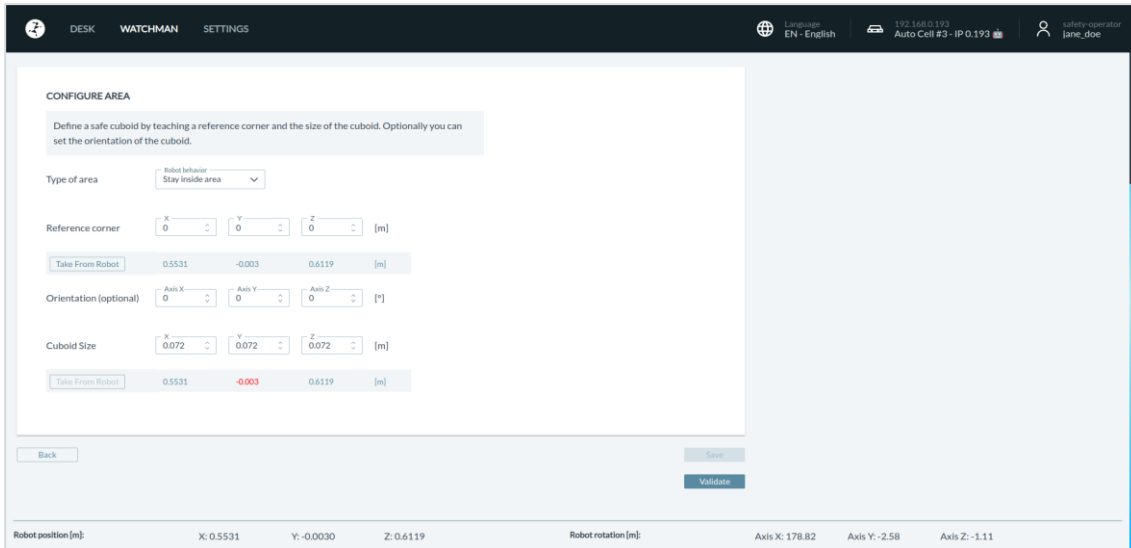 DESK WATCHMAN SETTINGS
Language
EN - English
192.168.0.193
Auto Cell #3 - IP 0.193 🤖
safety-operator
jane_doe
CONFIGURE AREA
Define a safe cuboid by teaching a reference corner and the size of the cuboid. Optionally you can
set the orientation of the cuboid.
Type of area
Robot behavior
Stay inside area
Reference corner
X Y Z
0 0 0 [m]
Take From Robot 0.5531 -0.003 0.6119 [m]
Orientation (optional)
Axis X Axis Y Axis Z
0 0 0 [°]
Cuboid Size
X Y Z
0.072 0.072 0.072 [m]
Take From Robot 0.5531 -0.003 0.6119 [m]
Back Save
Validate
Robot position [m]: X: 0.5531 Y: -0.0030 Z: 0.6119 Robot rotation [m]: Axis X: 178.82 Axis Y: -2.58 Axis Z: -1.11